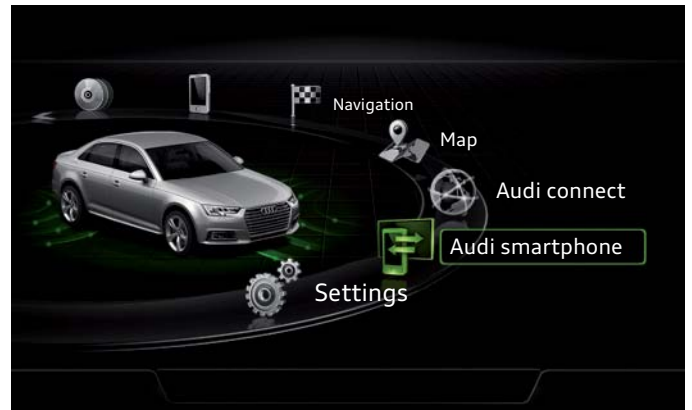 Navigation
Map
Audi connect
Audi smartphone
Settings